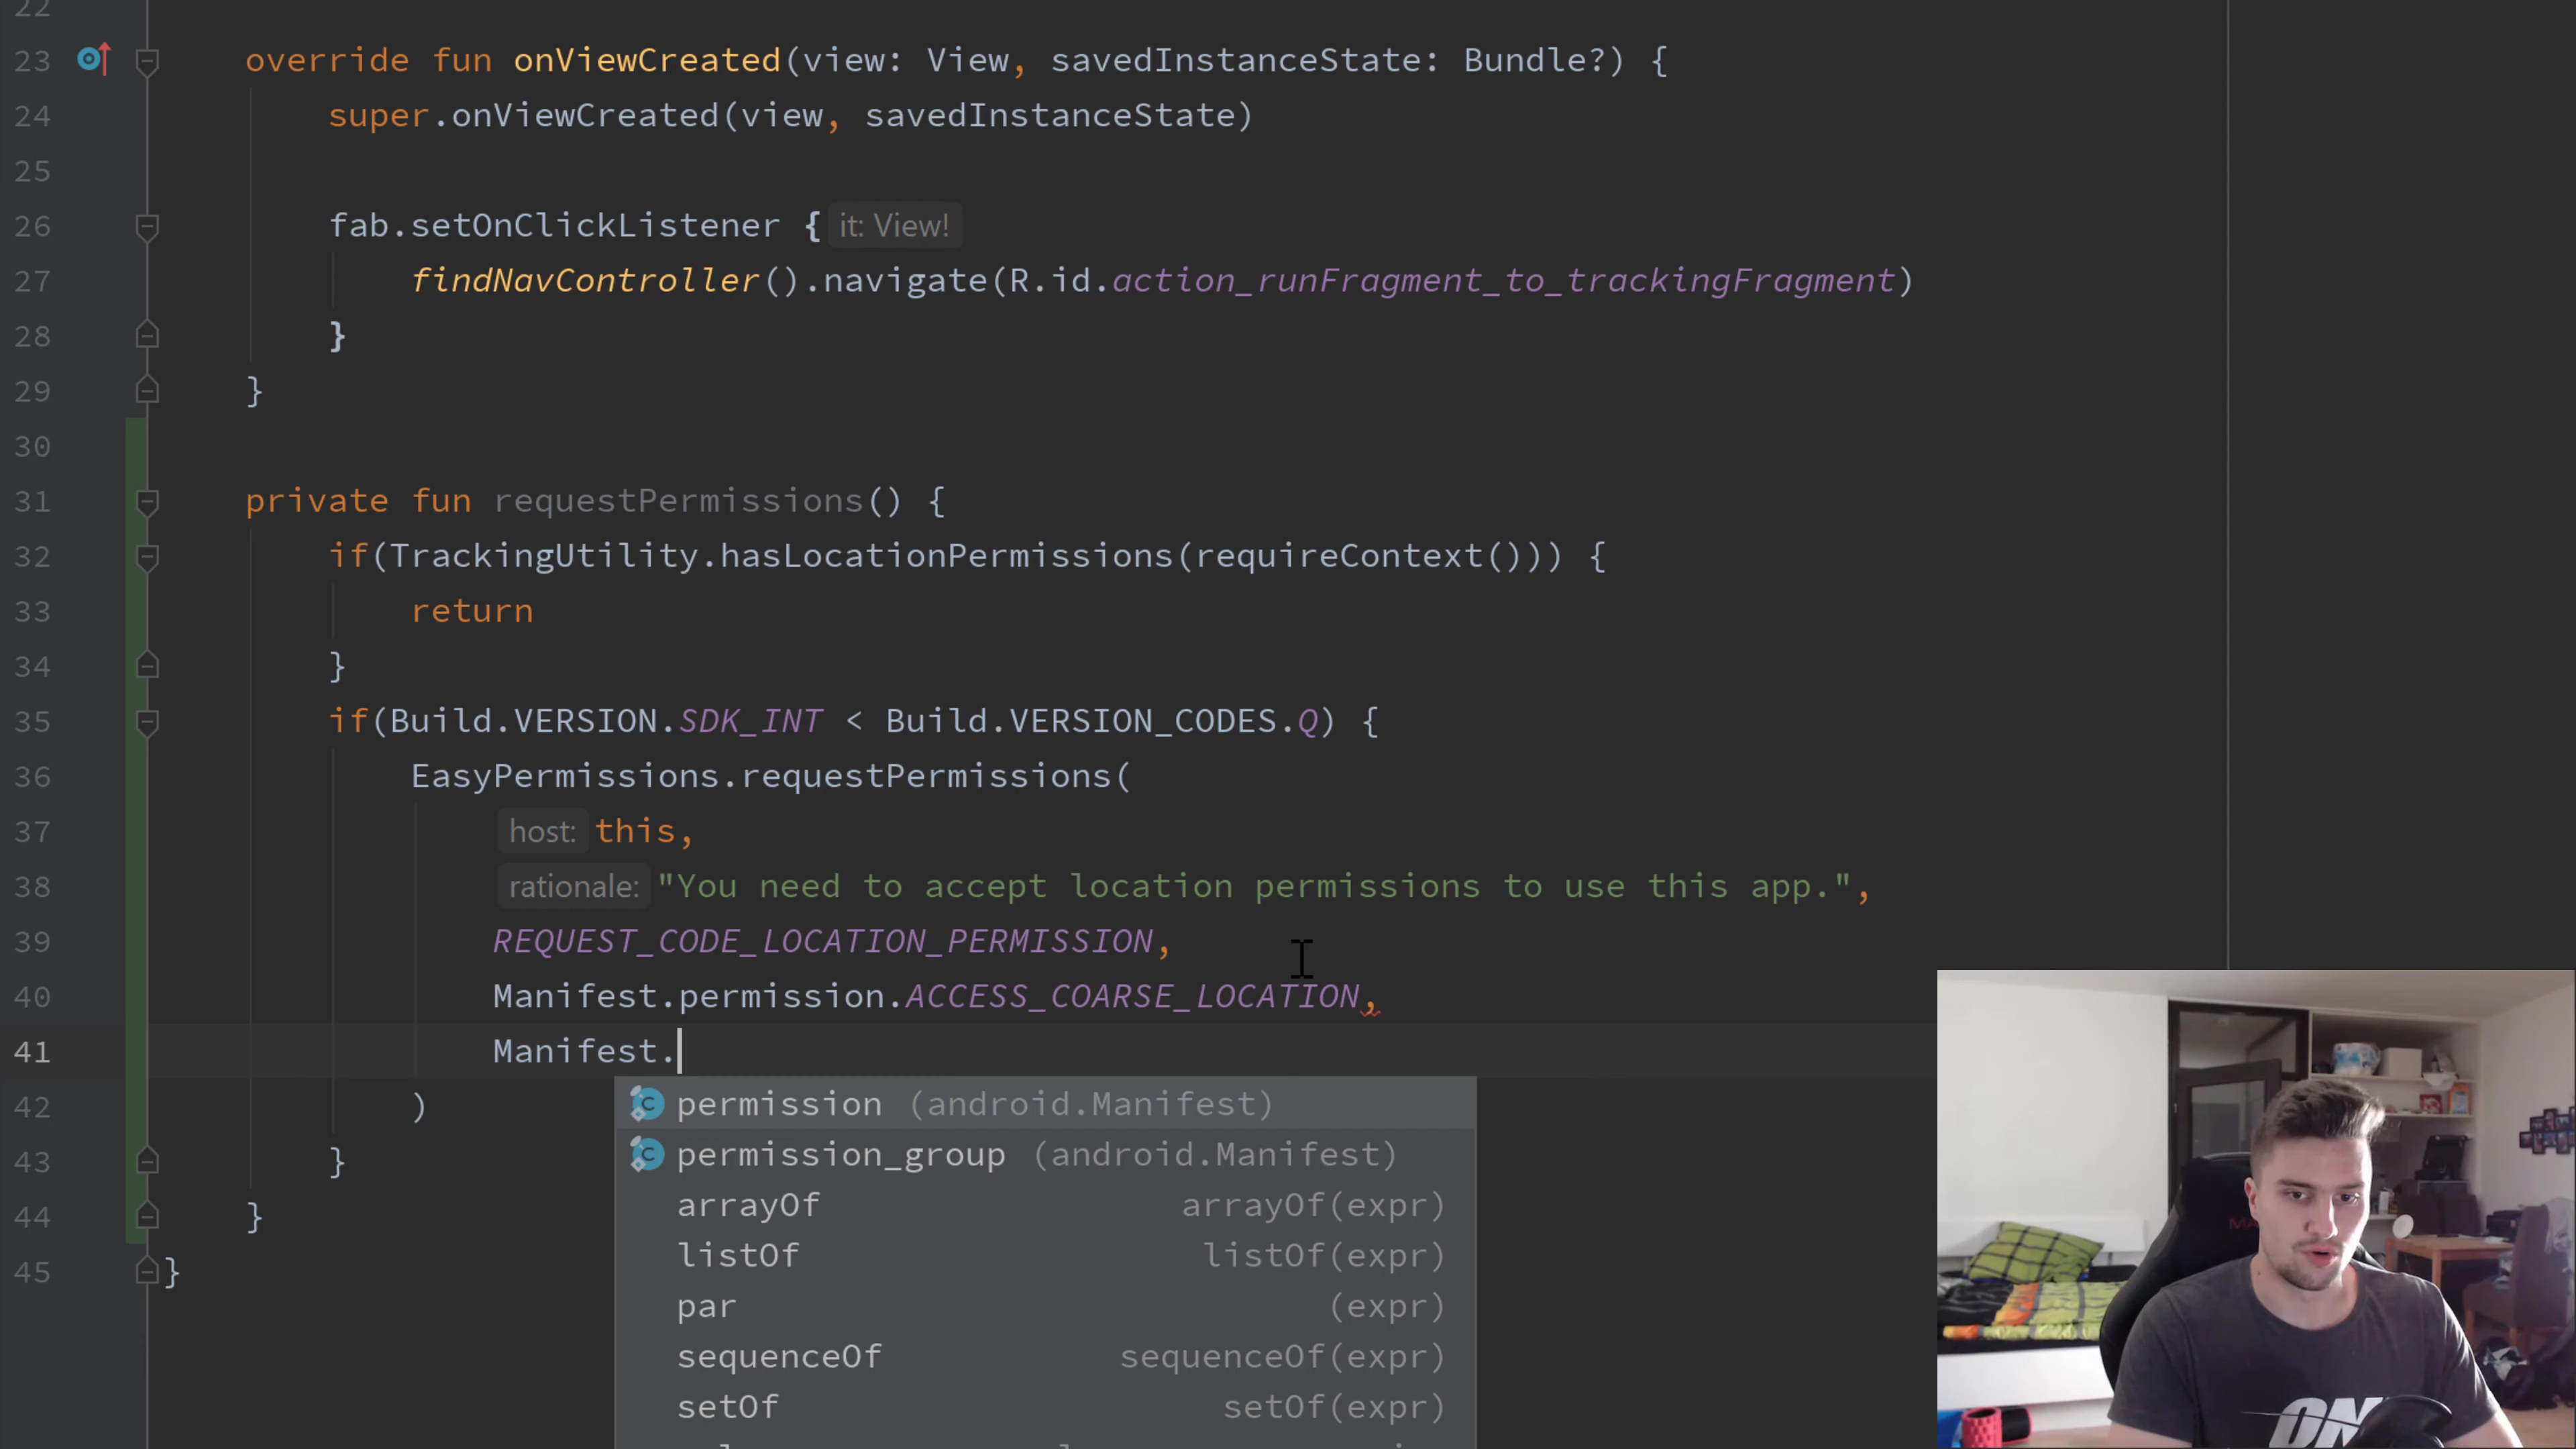 22
23 override fun onViewCreated(view: View, savedInstanceState: Bundle?) {
24 super.onViewCreated(view, savedInstanceState)
25
26 fab.setOnClickListener { it: View!
27 findNavController().navigate(R.id.action_runFragment_to_trackingFragment)
28 }
29 }
30
31 private fun requestPermissions() {
32 if(TrackingUtility.hasLocationPermissions(requireContext())) {
33 return
34 }
35 if(Build.VERSION.SDK_INT < Build.VERSION_CODES.Q) {
36 EasyPermissions.requestPermissions(
37 host: this,
38 rationale: "You need to accept location permissions to use this app.",
39 REQUEST_CODE_LOCATION_PERMISSION,
40 Manifest.permission.ACCESS_COARSE_LOCATION,
41 Manifest.
42 )
43 }
44 }
45 }
permission (android.Manifest)
permission_group (android.Manifest)
arrayOf arrayOf(expr)
listOf listOf(expr)
par (expr)
sequenceOf sequenceOf(expr)
setOf setOf(expr)
ON